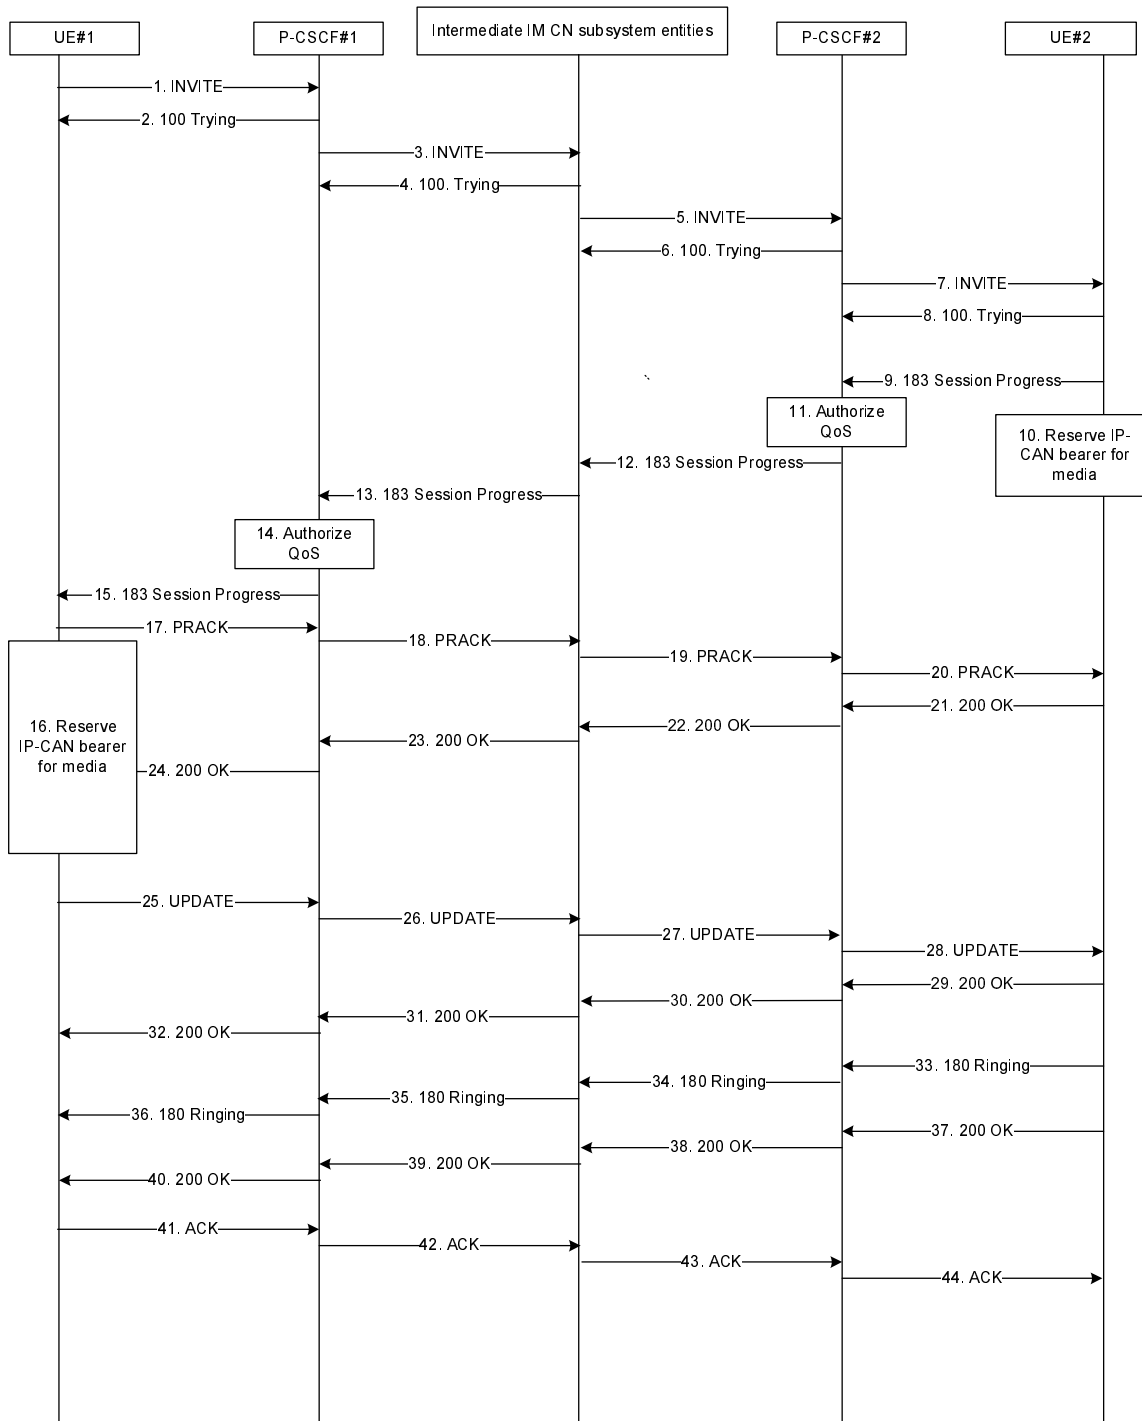 UE#1
P-CSCF#1
Intermediate IM CN subsystem entities
P-CSCF#2
UE#2
1. INVITE
2. 100 Trying
3. INVITE
4. 100. Trying
5. INVITE
6. 100. Trying
7. INVITE
8. 100. Trying
9. 183 Session Progress
11. Authorize
QoS
10. Reserve IP-
CAN bearer for
media
12. 183 Session Progress
13. 183 Session Progress
14. Authorize
QoS
15. 183 Session Progress
17. PRACK
18. PRACK
19. PRACK
20. PRACK
21. 200 OK
22. 200 OK
23. 200 OK
16. Reserve
IP-CAN bearer
for media
24. 200 OK
25. UPDATE
26. UPDATE
27. UPDATE
28. UPDATE
29. 200 OK
30. 200 OK
31. 200 OK
32. 200 OK
33. 180 Ringing
34. 180 Ringing
35. 180 Ringing
36. 180 Ringing
37. 200 OK
38. 200 OK
39. 200 OK
40. 200 OK
41. ACK
42. ACK
43. ACK
44. ACK